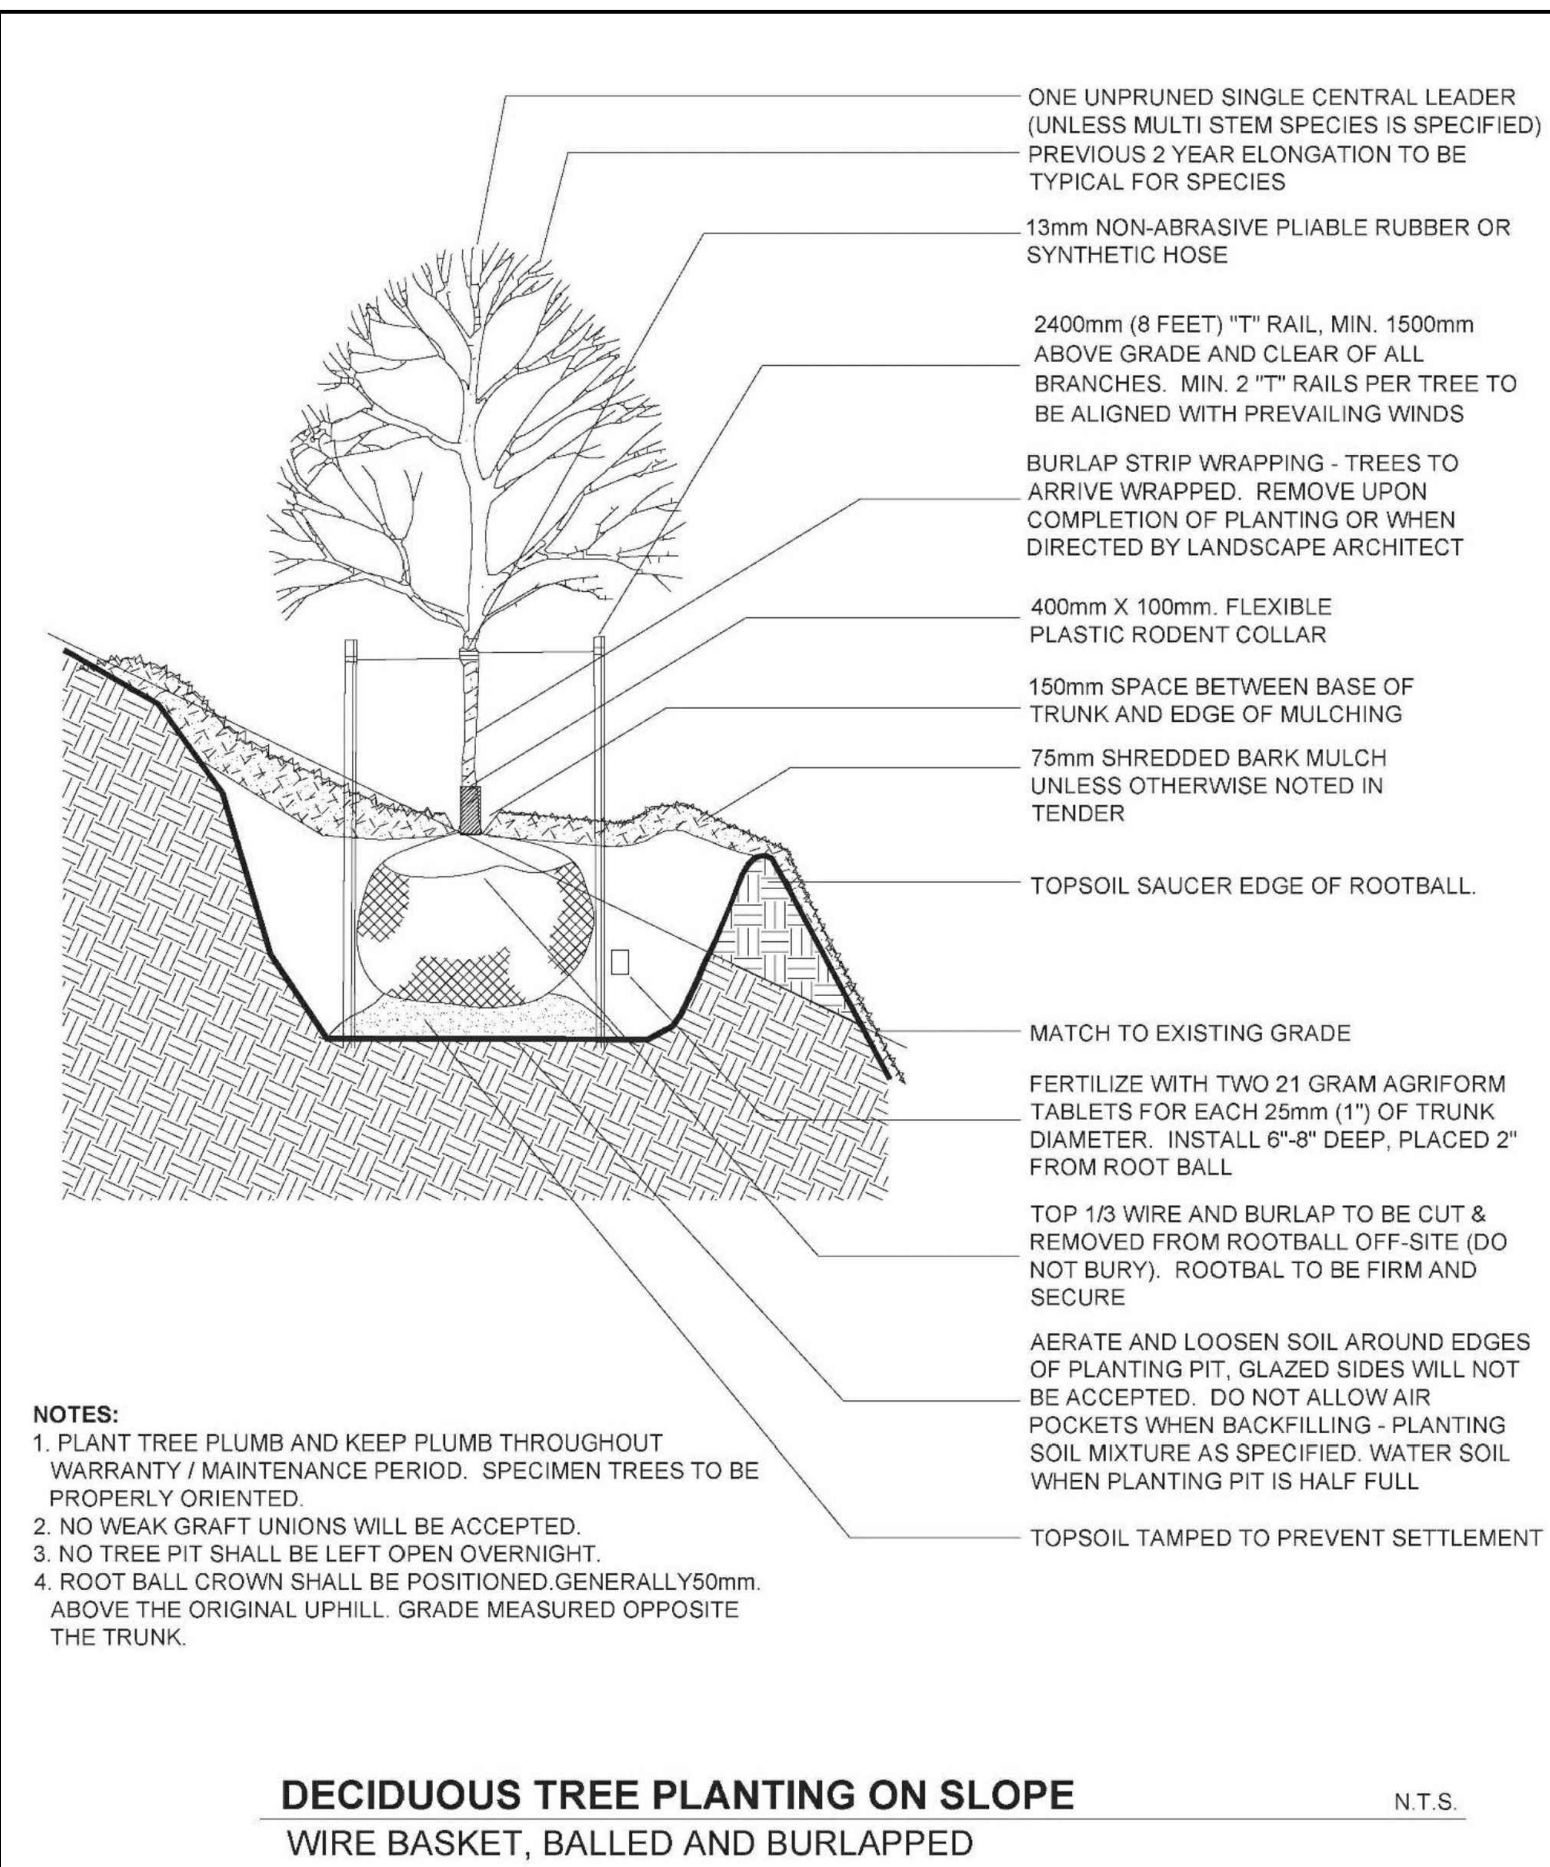 ONE UNPRUNED SINGLE CENTRAL LEADER
(UNLESS MULTI STEM SPECIES IS SPECIFIED)
PREVIOUS 2 YEAR ELONGATION TO BE
TYPICAL FOR SPECIES
13mm NON-ABRASIVE PLIABLE RUBBER OR
SYNTHETIC HOSE
2400mm (8 FEET) "T" RAIL, MIN. 1500mm
ABOVE GRADE AND CLEAR OF ALL
BRANCHES. MIN. 2 "T" RAILS PER TREE TO
BE ALIGNED WITH PREVAILING WINDS
BURLAP STRIP WRAPPING - TREES TO
ARRIVE WRAPPED. REMOVE UPON
COMPLETION OF PLANTING OR WHEN
DIRECTED BY LANDSCAPE ARCHITECT
400mm X 100mm. FLEXIBLE
PLASTIC RODENT COLLAR
150mm SPACE BETWEEN BASE OF
TRUNK AND EDGE OF MULCHING
75mm SHREDDED BARK MULCH
UNLESS OTHERWISE NOTED IN
TENDER
TOPSOIL SAUCER EDGE OF ROOTBALL.
MATCH TO EXISTING GRADE
FERTILIZE WITH TWO 21 GRAM AGRIFORM
TABLETS FOR EACH 25mm (1") OF TRUNK
DIAMETER. INSTALL 6"-8" DEEP, PLACED 2"
FROM ROOT BALL
TOP 1/3 WIRE AND BURLAP TO BE CUT &
REMOVED FROM ROOTBALL OFF-SITE (DO
NOT BURY). ROOTBAL TO BE FIRM AND
SECURE
AERATE AND LOOSEN SOIL AROUND EDGES
OF PLANTING PIT, GLAZED SIDES WILL NOT
BE ACCEPTED. DO NOT ALLOW AIR
POCKETS WHEN BACKFILLING - PLANTING
SOIL MIXTURE AS SPECIFIED. WATER SOIL
WHEN PLANTING PIT IS HALF FULL
TOPSOIL TAMPED TO PREVENT SETTLEMENT
NOTES:
1. PLANT TREE PLUMB AND KEEP PLUMB THROUGHOUT
WARRANTY / MAINTENANCE PERIOD. SPECIMEN TREES TO BE
PROPERLY ORIENTED.
2. NO WEAK GRAFT UNIONS WILL BE ACCEPTED.
3. NO TREE PIT SHALL BE LEFT OPEN OVERNIGHT.
4. ROOT BALL CROWN SHALL BE POSITIONED.GENERALLY50mm.
ABOVE THE ORIGINAL UPHILL. GRADE MEASURED OPPOSITE
THE TRUNK.
DECIDUOUS TREE PLANTING ON SLOPE
N.T.S.
WIRE BASKET, BALLED AND BURLAPPED